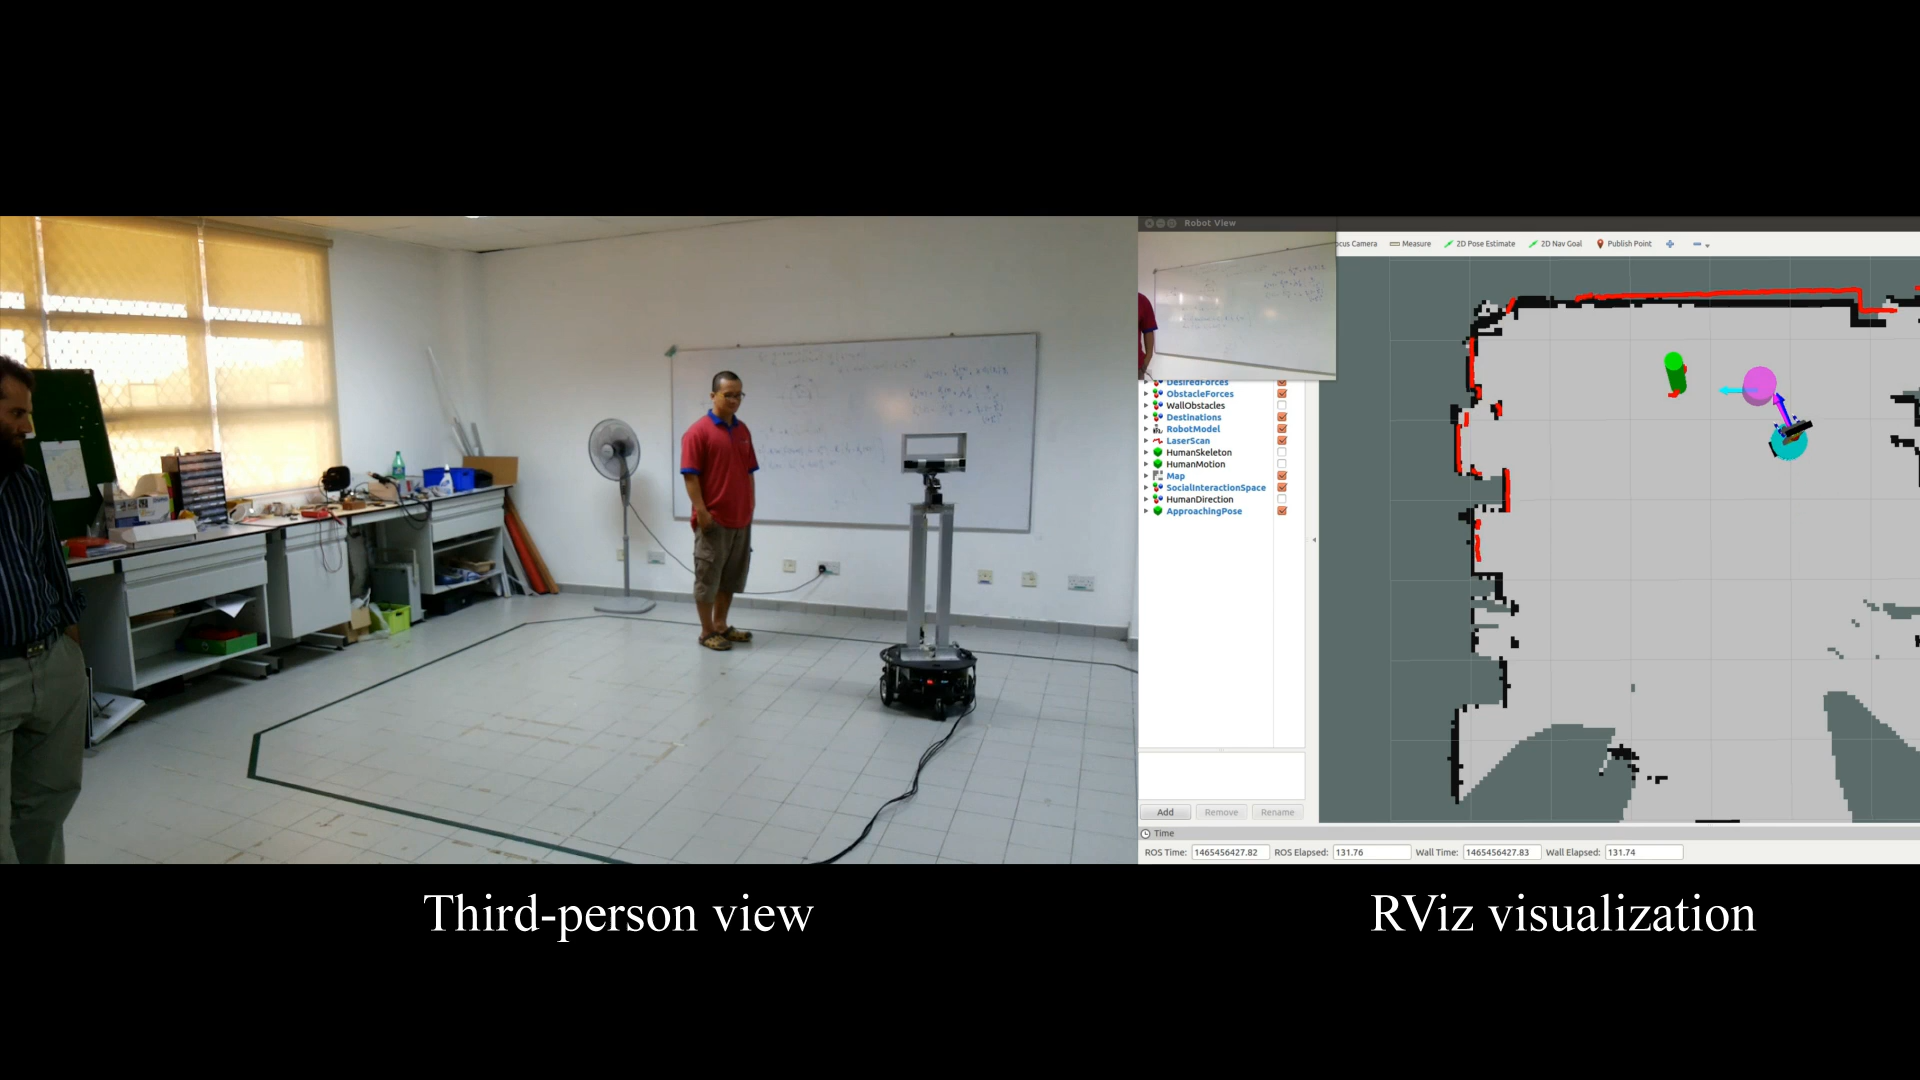 Robot View
ocus Camera
Measure
2D Pose Estimate
2D Nav Goal
Publish Point
DesiredForces
ObstacleForces
WallObstacles
Destinations
RobotModel
LaserScan
HumanSkeleton
HumanMotion
Map
SocialInteractionSpace
HumanDirection
ApproachingPose
Add
Remove
Rename
Time
ROS Time: 1465456427.82 ROS Elapsed: 131.76 Wall Time: 1465456427.83 Wall Elapsed: 131.74
Third-person view
RViz visualization